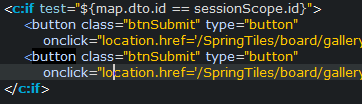 <c:if test="${map.dto.id == sessionScope.id}">
<button class="btnSubmit" type="button"
onclick="location.href='/SpringTiles/board/gallery
<button class="btnSubmit" type="button"
onclick="location.href='/SpringTiles/board/gallery
</c:if>